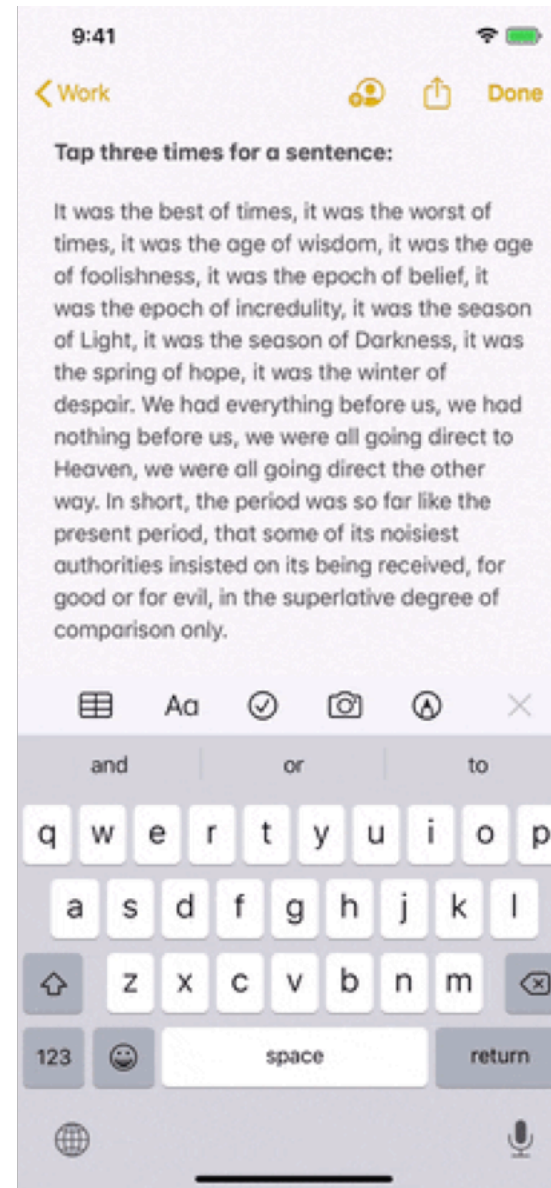 9:41
Work
Done
Tap three times for a sentence:
It was the best of times, it was the worst of
times, it was the age of wisdom, it was the age
of foolishness, it was the epoch of belief, it
was the epoch of incredulity, it was the season
of Light, it was the season of Darkness, it was
the spring of hope, it was the winter of
despair. We had everything before us, we had
nothing before us, we were all going direct to
Heaven, we were all going direct the other
way. In short, the period was so far like the
present period, that some of its noisiest
authorities insisted on its being received, for
good or for evil, in the superlative degree of
comparison only.
Aa
and or to
q w e r t y u i o p
a s d f g h j k l
z x c v b n m
123 space return